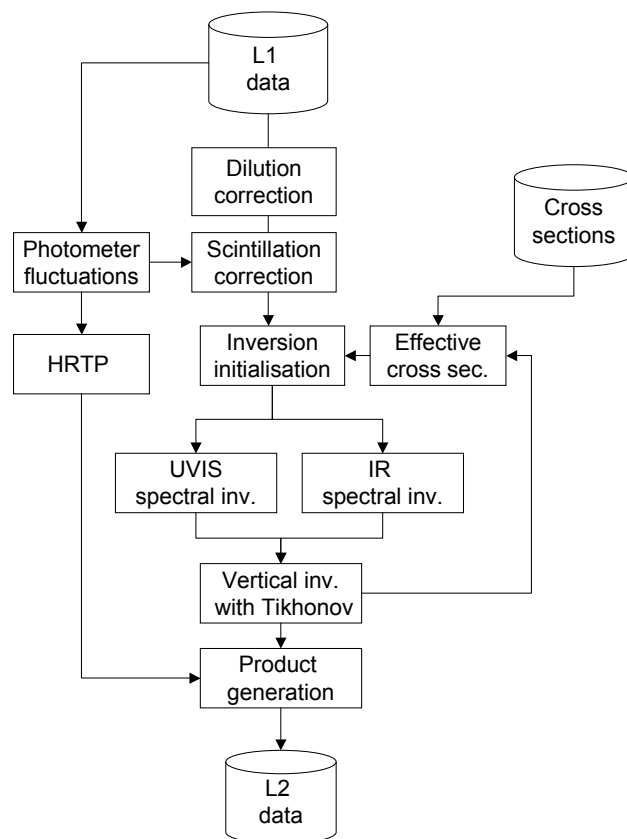 L1
data
Dilution
correction
Cross
sections
Photometer
fluctuations
Scintillation
correction
HRTP
Inversion
initialisation
Effective
cross sec.
UVIS
spectral inv.
IR
spectral inv.
Vertical inv.
with Tikhonov
Product
generation
L2
data